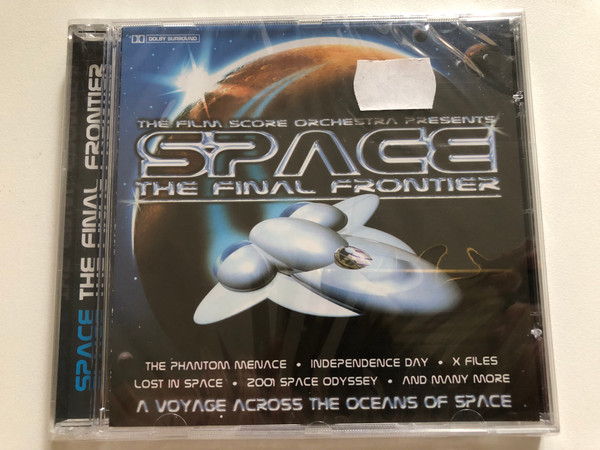 DOLBY SURROUND
THE FILM SCORE ORCHESTRA PRESENTS
SPACE
THE FINAL FRONTIER
THE PHANTOM MENACE • INDEPENDENCE DAY • X FILES
LOST IN SPACE • 2001 SPACE ODYSSEY • AND MANY MORE
A VOYAGE ACROSS THE OCEANS OF SPACE
SPACE THE FINAL FRONTIER